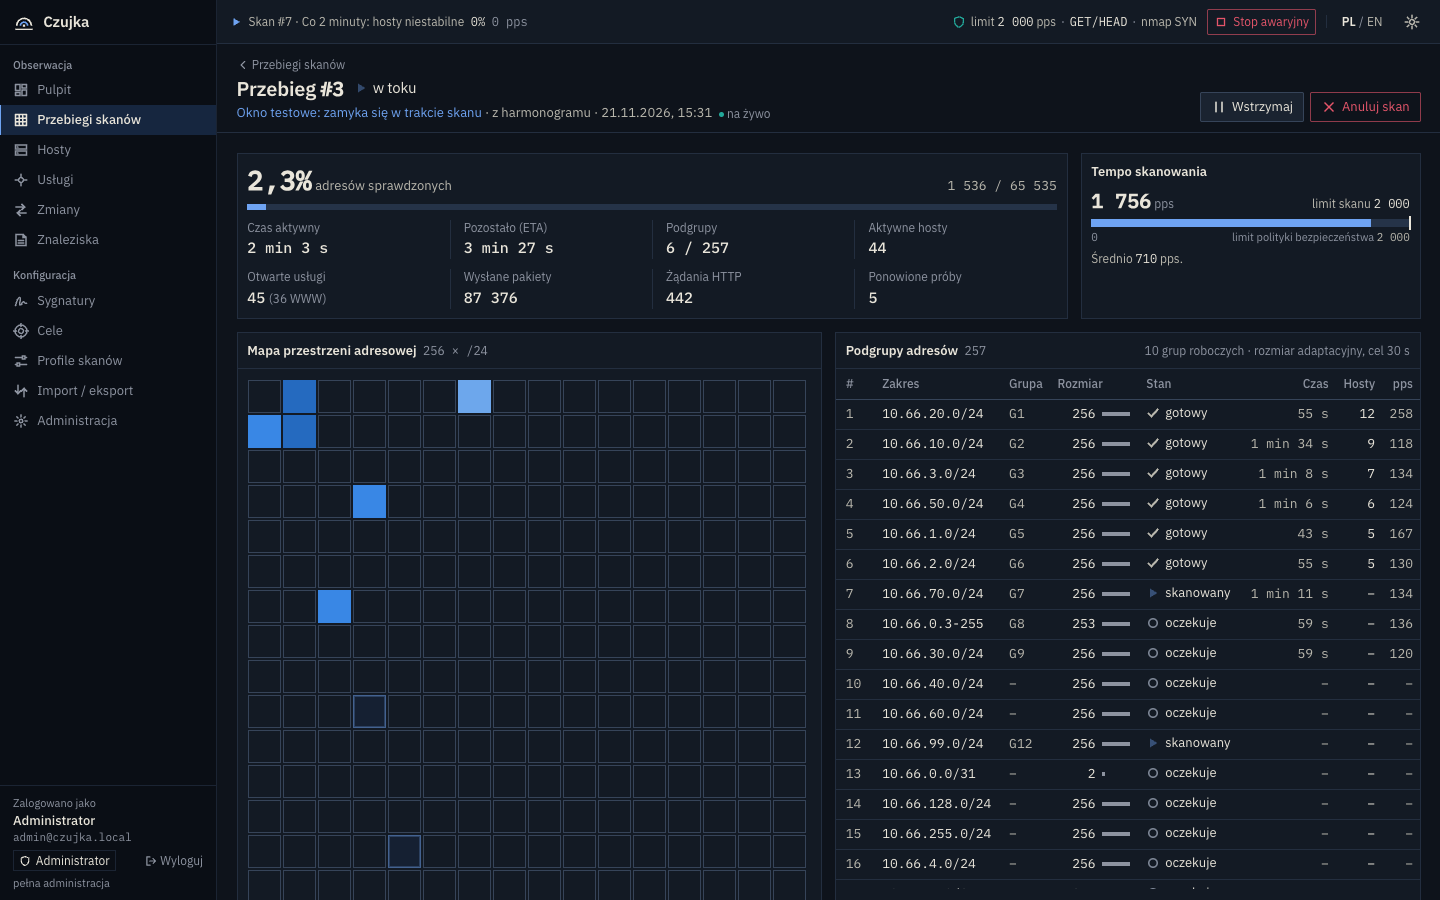 Czujka
Obserwacja
Pulpit
Przebiegi skanów
Hosty
Usługi
Zmiany
Znaleziska
Konfiguracja
Sygnatury
Cele
Profile skanów
Import / eksport
Administracja
Zalogowano jako
Administrator
admin@czujka.local
Administrator Wyloguj
pełna administracja
Skan #7 · Co 2 minuty: hosty niestabilne 0% 0 pps
limit 2 000 pps · GET/HEAD · nmap SYN Stop awaryjny PL / EN
Przebiegi skanów
Przebieg #3 w toku
Okno testowe: zamyka się w trakcie skanu · z harmonogramu · 21.11.2026, 15:31 na żywo
Wstrzymaj Anuluj skan
2,3% adresów sprawdzonych 1 536 / 65 535
Czas aktywny Pozostało (ETA) Podgrupy Aktywne hosty
2 min 3 s 3 min 27 s 6 / 257 44
Otwarte usługi Wysłane pakiety Żądania HTTP Ponowione próby
45 (36 WWW) 87 376 442 5
Tempo skanowania
1 756 pps limit skanu 2 000
0 limit polityki bezpieczeństwa 2 000
Średnio 710 pps.
Mapa przestrzeni adresowej 256 × /24
Podgrupy adresów 257 10 grup roboczych · rozmiar adaptacyjny, cel 30 s
# Zakres Grupa Rozmiar Stan Czas Hosty pps
1 10.66.20.0/24 G1 256 gotowy 55 s 12 258
2 10.66.10.0/24 G2 256 gotowy 1 min 34 s 9 118
3 10.66.3.0/24 G3 256 gotowy 1 min 8 s 7 134
4 10.66.50.0/24 G4 256 gotowy 1 min 6 s 6 124
5 10.66.1.0/24 G5 256 gotowy 43 s 5 167
6 10.66.2.0/24 G6 256 gotowy 55 s 5 130
7 10.66.70.0/24 G7 256 skanowany 1 min 11 s – 134
8 10.66.0.3-255 G8 253 oczekuje 59 s – 136
9 10.66.30.0/24 G9 256 oczekuje 59 s – 120
10 10.66.40.0/24 – 256 oczekuje – – –
11 10.66.60.0/24 – 256 oczekuje – – –
12 10.66.99.0/24 G12 256 skanowany – – –
13 10.66.0.0/31 – 2 oczekuje – – –
14 10.66.128.0/24 – 256 oczekuje – – –
15 10.66.255.0/24 – 256 oczekuje – – –
16 10.66.4.0/24 – 256 oczekuje – – –